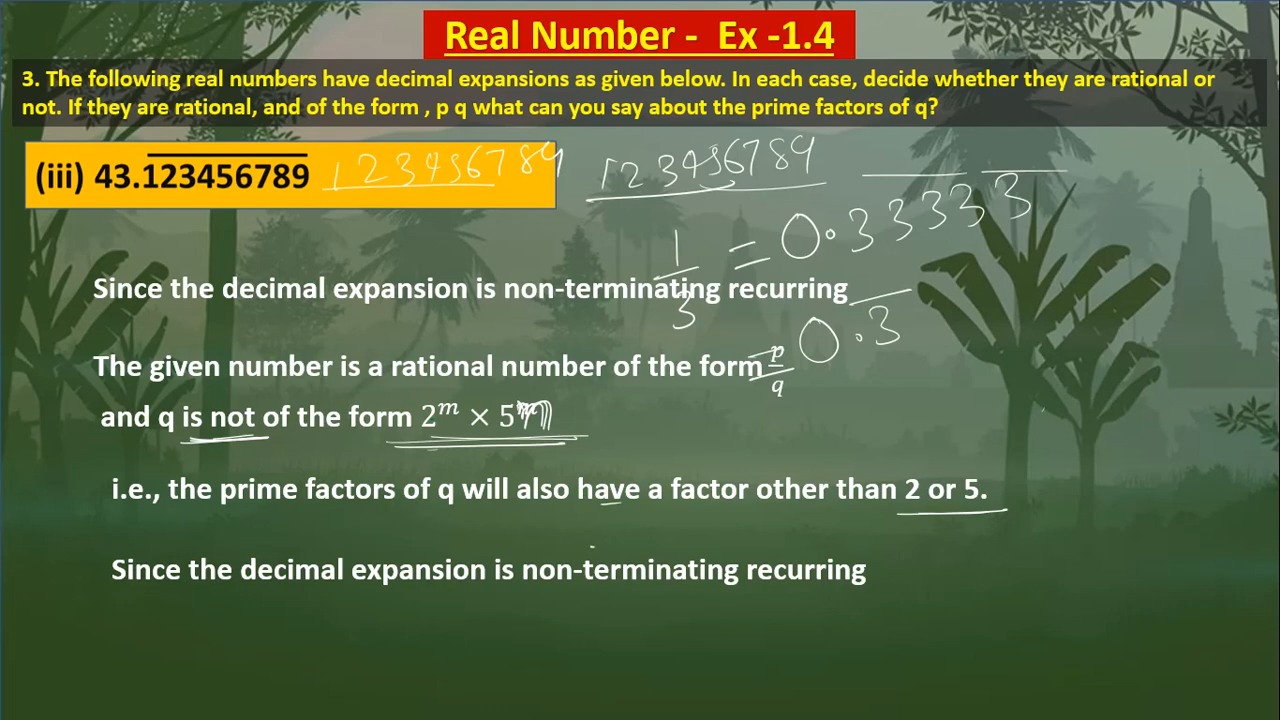 Real Number - Ex -1.4
3. The following real numbers have decimal expansions as given below. In each case, decide whether they are rational or
not. If they are rational, and of the form , p q what can you say about the prime factors of q?
(iii) 43.123456789 123456789 123456789
1/3 = 0.33333
Since the decimal expansion is non-terminating recurring
0.3
The given number is a rational number of the form p/q
and q is not of the form 2^m × 5^n
i.e., the prime factors of q will also have a factor other than 2 or 5.
Since the decimal expansion is non-terminating recurring